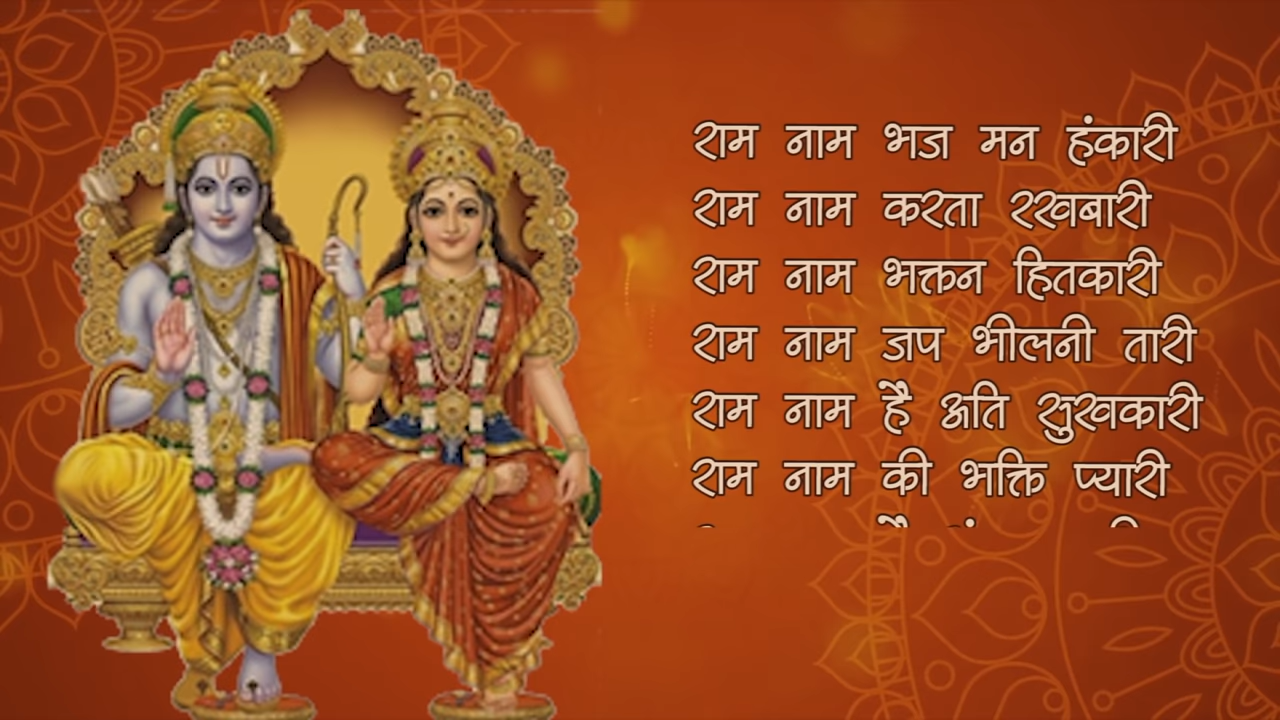 राम नाम भज मन हंकारी
राम नाम करता रखबारी
राम नाम भक्तन हितकारी
राम नाम जप भीलनी तारी
राम नाम है अति सुखकारी
राम नाम की भक्ति प्यारी